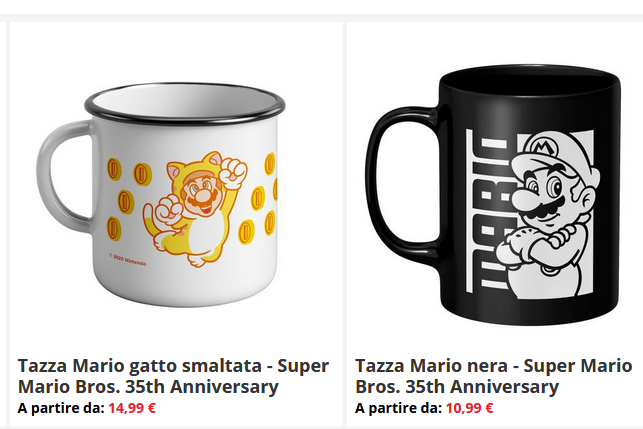 © 2020 Nintendo
MARIO
M
Tazza Mario gatto smaltata - Super
Mario Bros. 35th Anniversary
A partire da: 14,99 €
Tazza Mario nera - Super Mario
Bros. 35th Anniversary
A partire da: 10,99 €